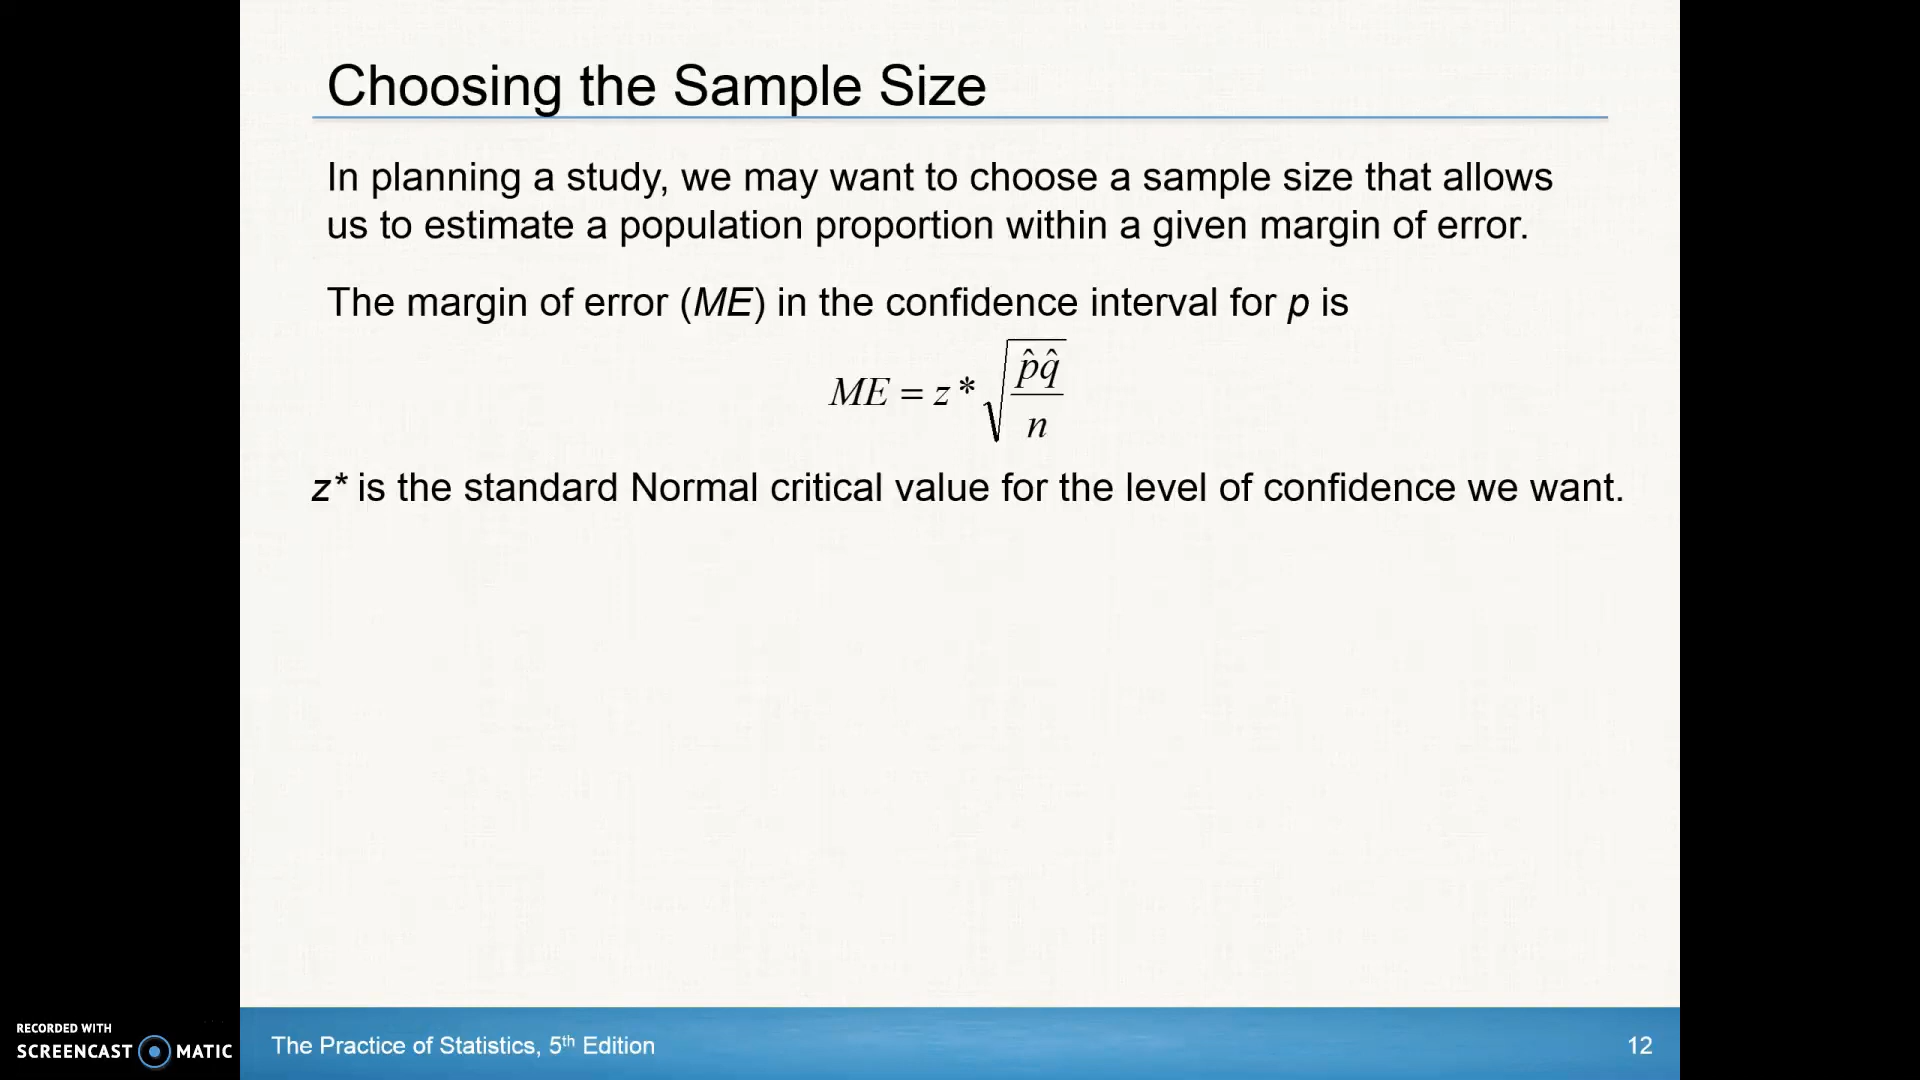 Choosing the Sample Size
In planning a study, we may want to choose a sample size that allows
us to estimate a population proportion within a given margin of error.
The margin of error (ME) in the confidence interval for p is
ME = z * √(p̂q̂ / n)
z* is the standard Normal critical value for the level of confidence we want.
RECORDED WITH
SCREENCAST MATIC
The Practice of Statistics, 5th Edition
12